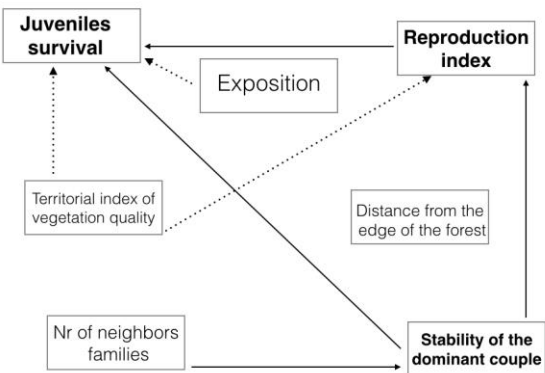 Juveniles
survival
Reproduction
index
Exposition
Territorial index of
vegetation quality
Distance from the
edge of the forest
Nr of neighbors
families
Stability of the
dominant couple